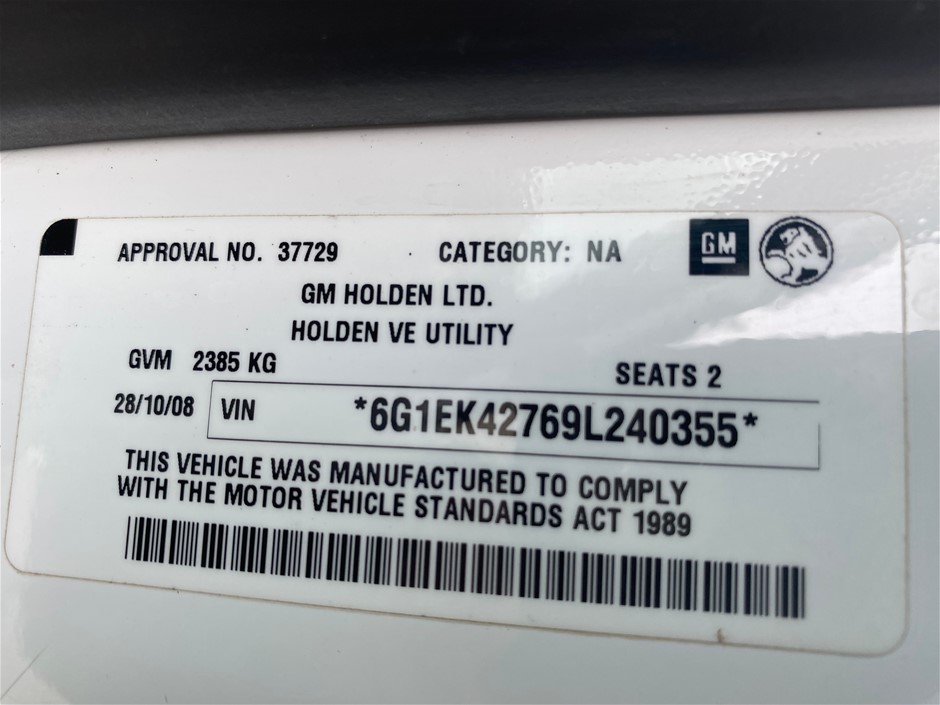 APPROVAL NO. 37729 CATEGORY: NA GM
GM HOLDEN LTD.
HOLDEN VE UTILITY
GVM 2385 KG SEATS 2
28/10/08 VIN *6G1EK42769L240355*
THIS VEHICLE WAS MANUFACTURED TO COMPLY
WITH THE MOTOR VEHICLE STANDARDS ACT 1989